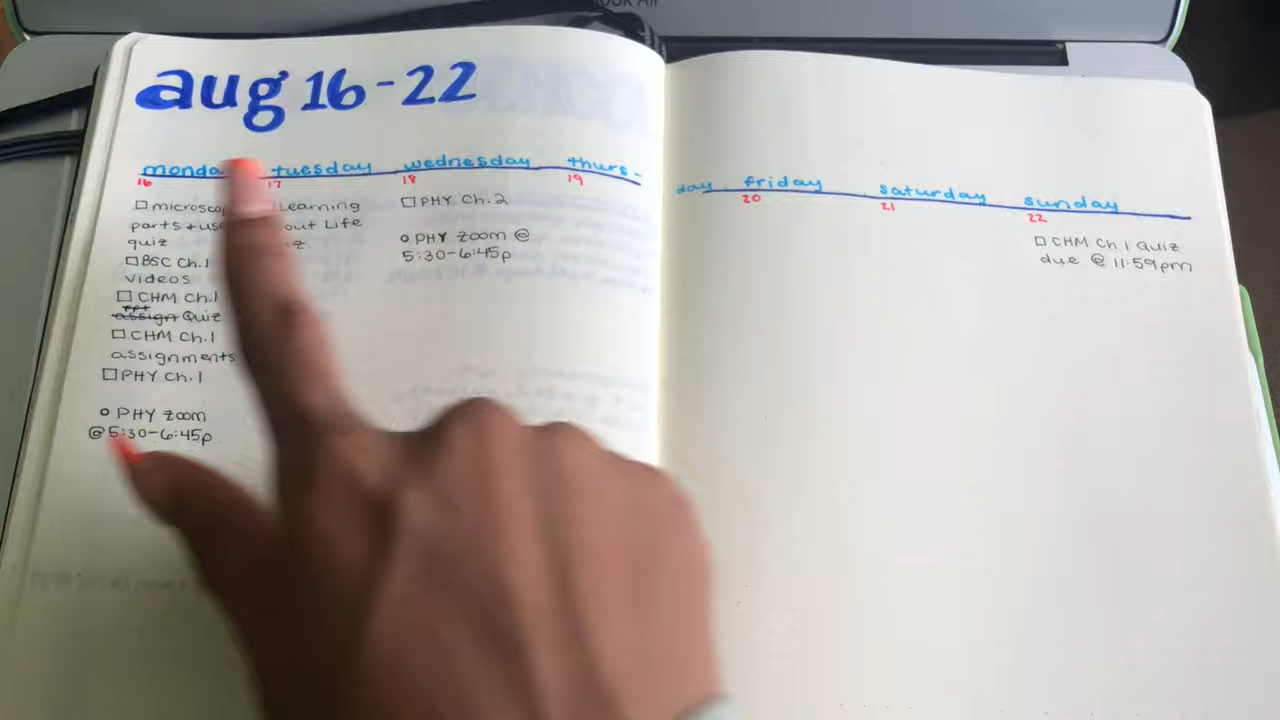 aug 16-22
monda
tuesday
wednesday
thurs-
day
friday
saturday
sunday
16
17
18
19
20
21
22
parts + use
quiz
BSC Ch.1
videos
CHM Ch.1
ppt
assign Quiz
CHM Ch.1
assignments
PHY Ch.1
PHY zoom
@ 5:30-6:45p
Learning
out Life
PHY Ch.2
PHY zoom @
5:30-6:45p
CHM Ch.1 Quiz
due @ 11:59pm